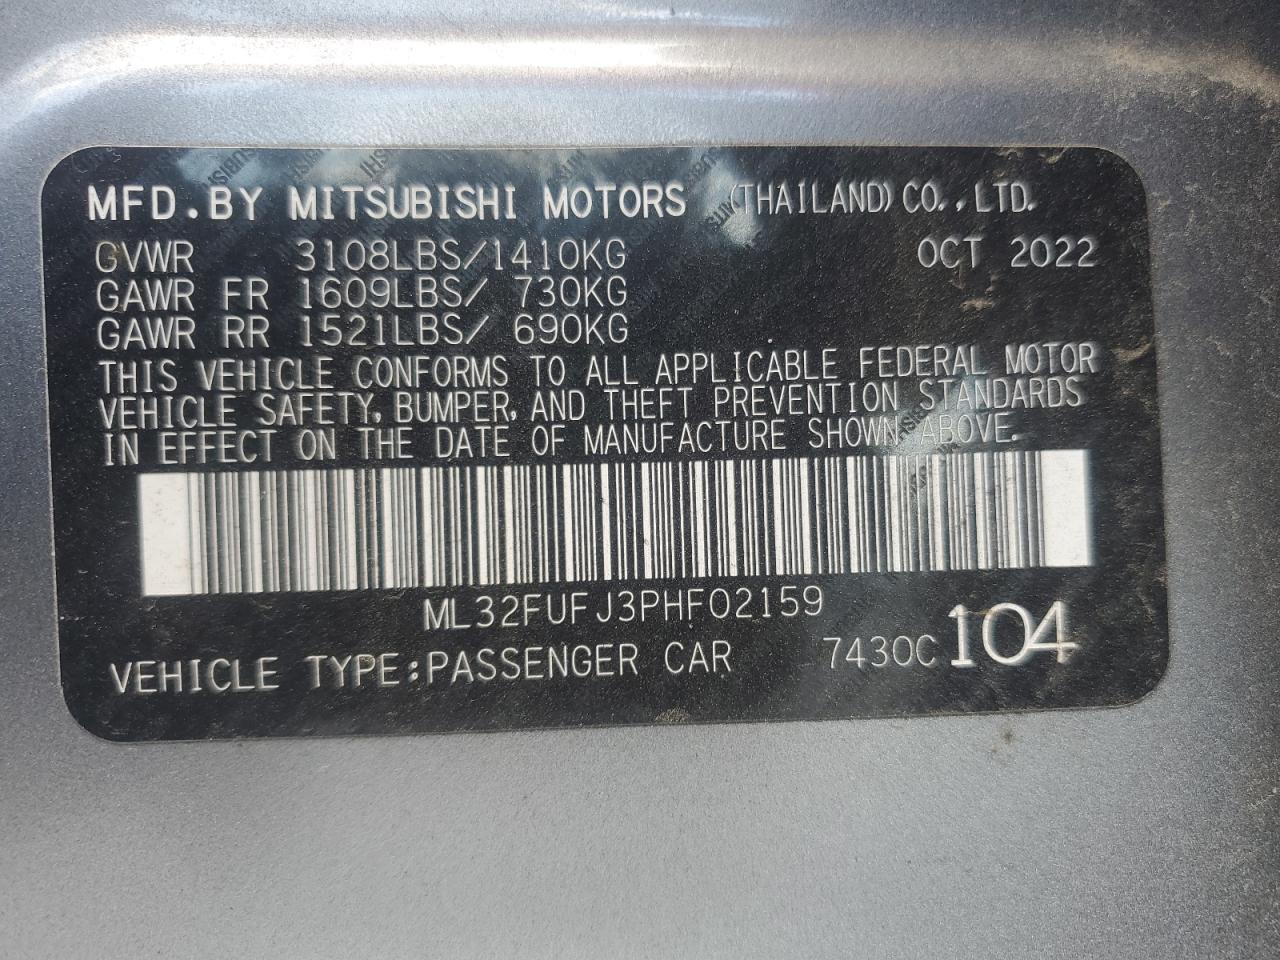 MFD.BY MITSUBISHI MOTORS (THAILAND) CO.,LTD.
GVWR 3108LBS/1410KG OCT 2022
GAWR FR 1609LBS/ 730KG
GAWR RR 1521LBS/ 690KG
THIS VEHICLE CONFORMS TO ALL APPLICABLE FEDERAL MOTOR
VEHICLE SAFETY, BUMPER, AND THEFT PREVENTION STANDARDS
IN EFFECT ON THE DATE OF MANUFACTURE SHOWN ABOVE.
ML32FUFJ3PHF02159
VEHICLE TYPE:PASSENGER CAR 7430C 104